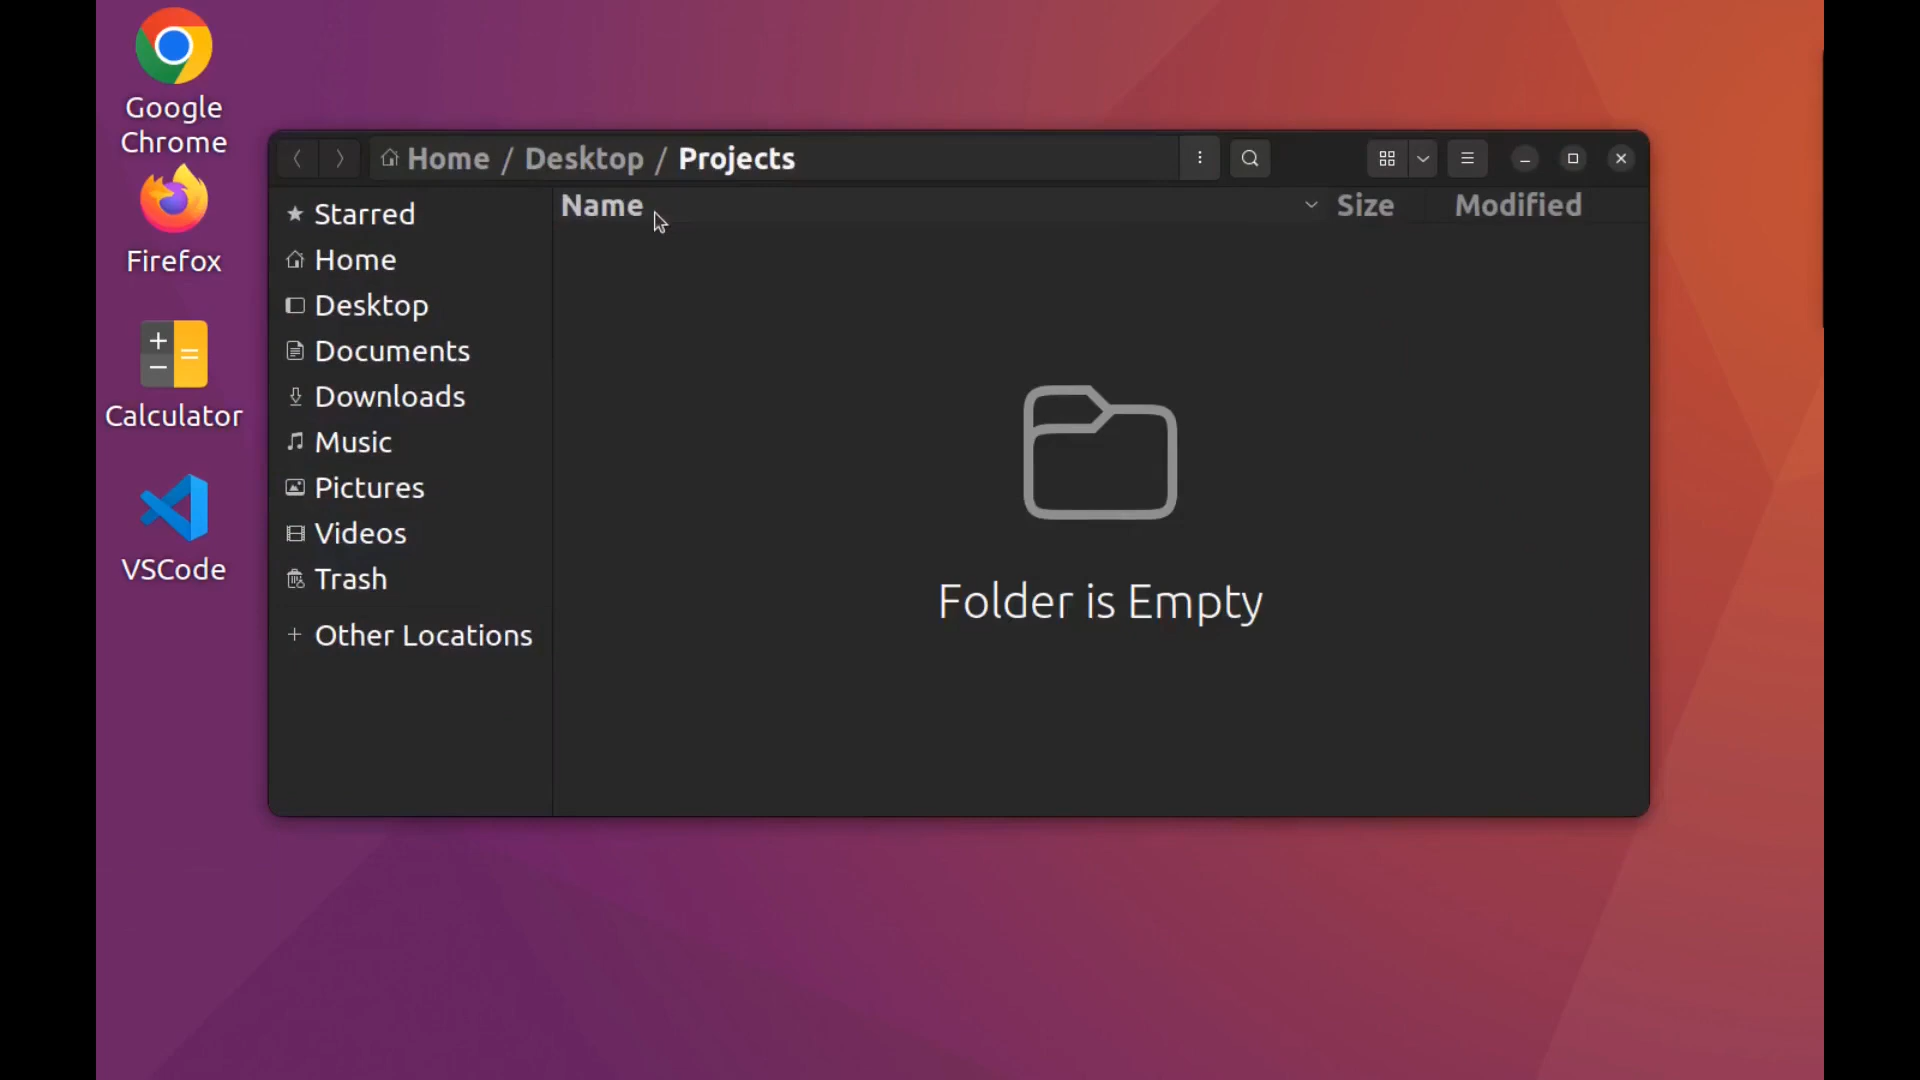 Google
Chrome
Firefox
Calculator
VSCode
Home / Desktop / Projects
Name Size Modified
Starred
Home
Desktop
Documents
Downloads
Music
Pictures
Videos
Trash
Other Locations
Folder is Empty